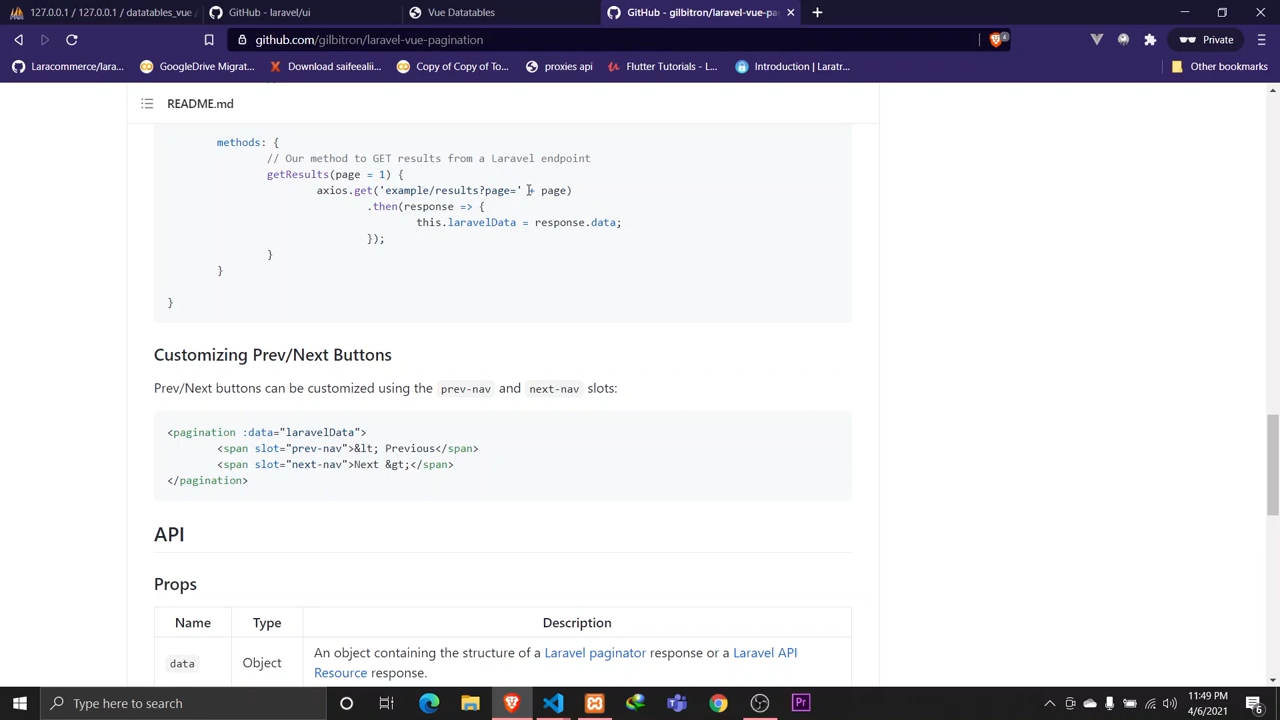 127.0.0.1 / 127.0.0.1 / datatables_vue
GitHub - laravel/ui
Vue Datatables
GitHub - gilbitron/laravel-vue-pag
github.com/gilbitron/laravel-vue-pagination
4
Private
Laracommerce/lara...
GoogleDrive Migrat...
Download saifeealii...
Copy of Copy of To...
proxies api
Flutter Tutorials - L...
Introduction | Laratr...
Other bookmarks
README.md
methods: {
// Our method to GET results from a Laravel endpoint
getResults(page = 1) {
axios.get('example/results?page=' + page)
.then(response => {
this.laravelData = response.data;
});
}
}
}
Customizing Prev/Next Buttons
Prev/Next buttons can be customized using the prev-nav and next-nav slots:
<pagination :data="laravelData">
<span slot="prev-nav">&lt; Previous</span>
<span slot="next-nav">Next &gt;</span>
</pagination>
API
Props
Name Type Description
data Object An object containing the structure of a Laravel paginator response or a Laravel API
Resource response.
Type here to search
11:49 PM
4/6/2021
6